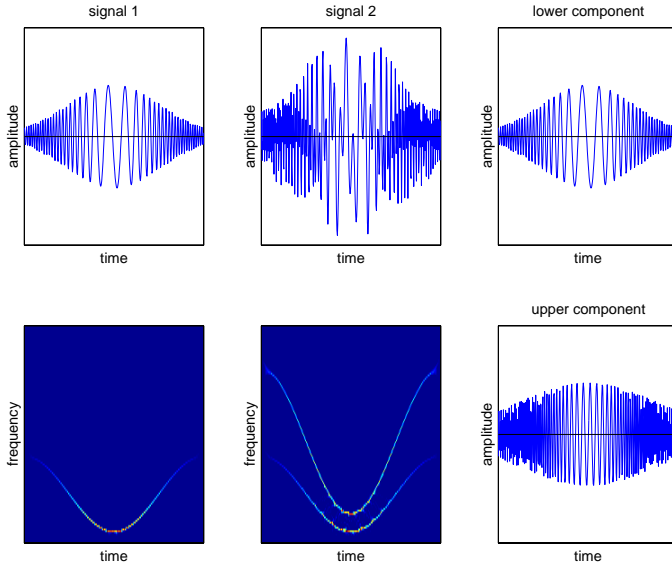 signal 1
signal 2
lower component
amplitude
amplitude
amplitude
time
time
time
upper component
frequency
frequency
amplitude
time
time
time